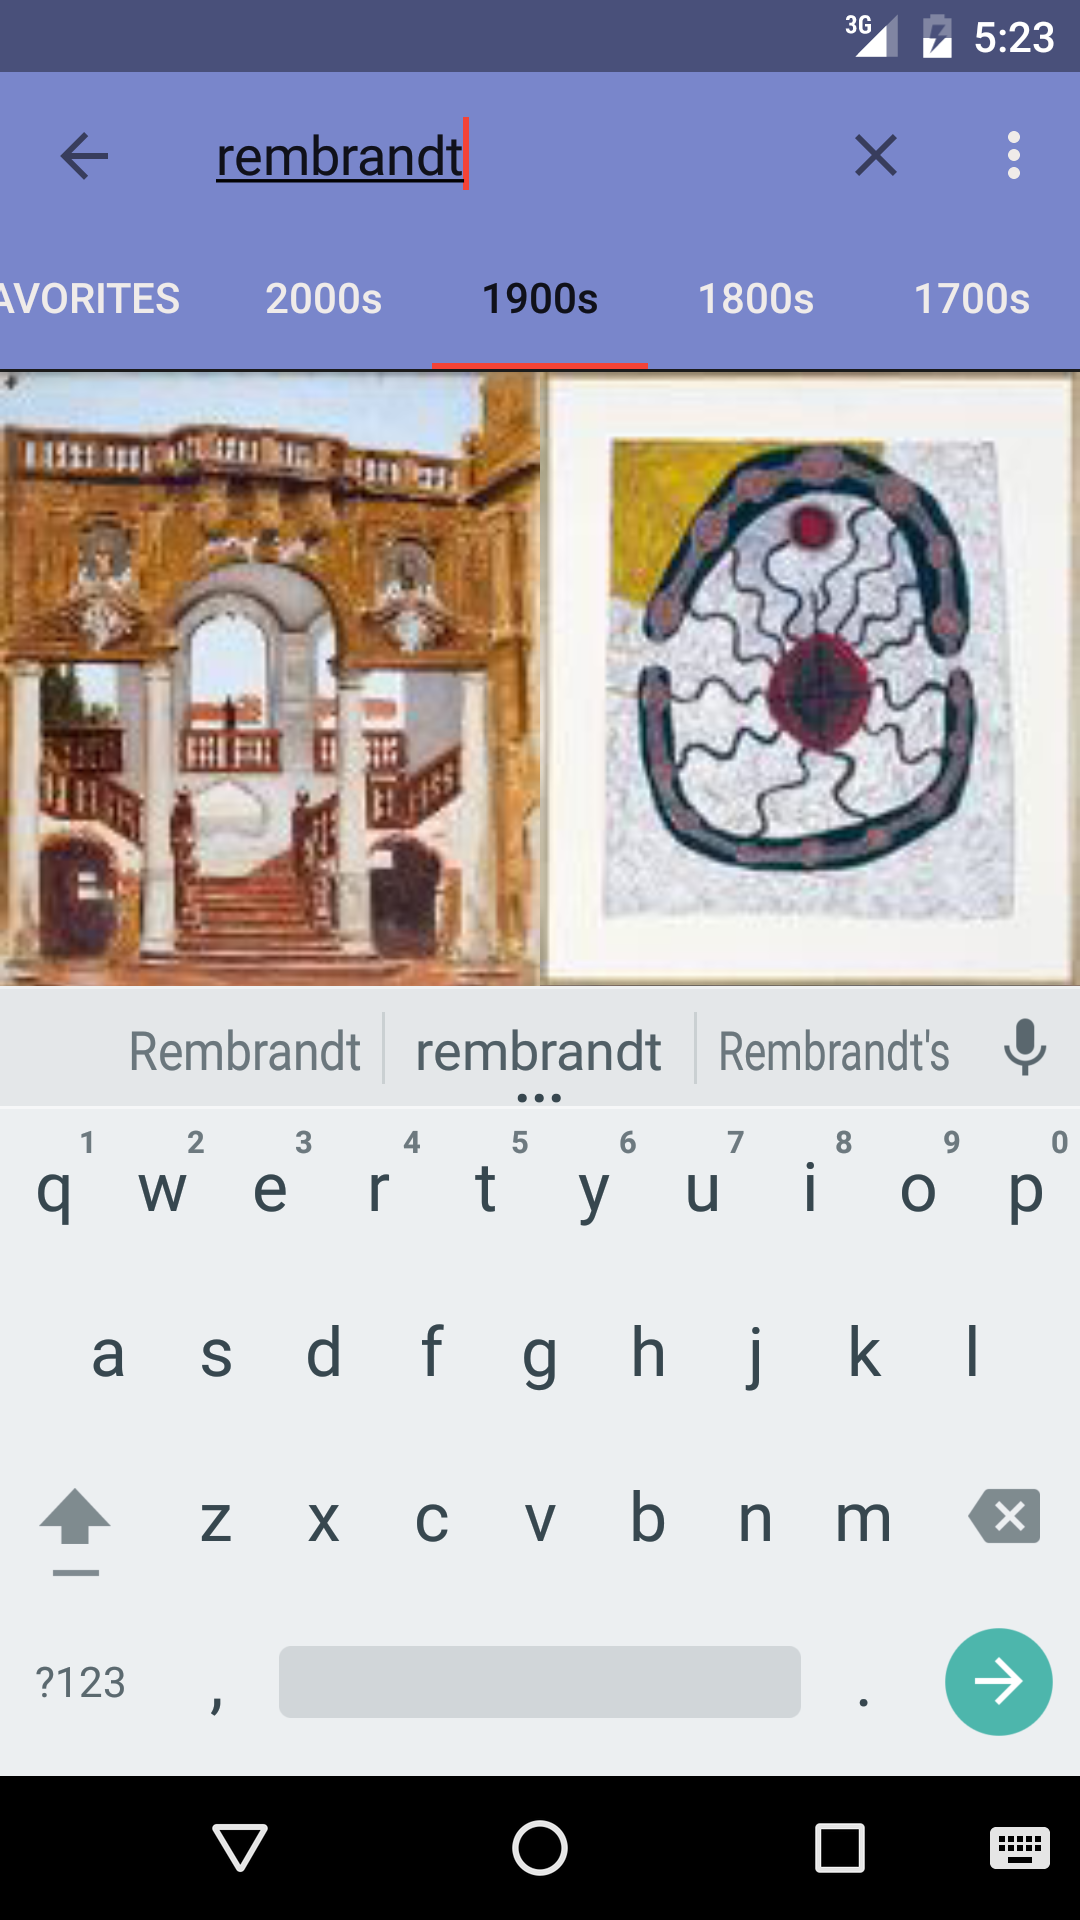 3G 5:23
rembrandt
AVORITES 2000s 1900s 1800s 1700s
Rembrandt rembrandt Rembrandt's
1 2 3 4 5 6 7 8 9 0
q w e r t y u i o p
a s d f g h j k l
z x c v b n m
?123 , .